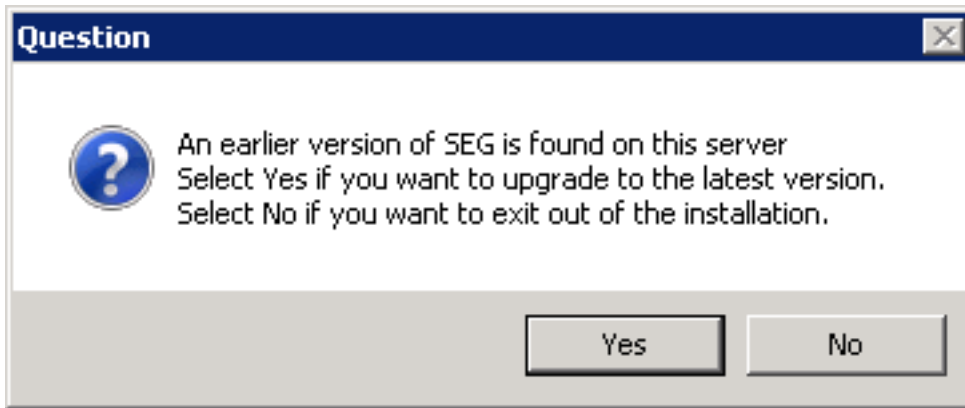 Question
An earlier version of SEG is found on this server
Select Yes if you want to upgrade to the latest version.
Select No if you want to exit out of the installation.
Yes No